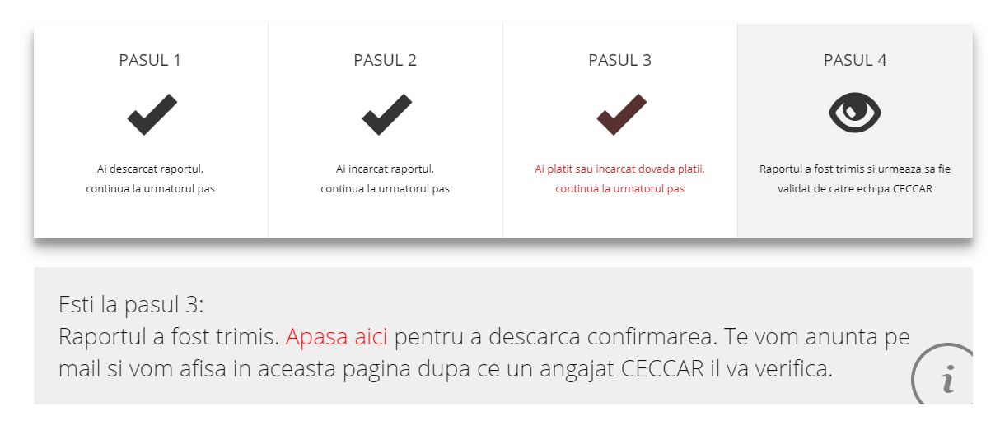 PASUL 1
Ai descarcat raportul,
continua la urmatorul pas
PASUL 2
Ai incarcat raportul,
continua la urmatorul pas
PASUL 3
Ai platit sau incarcat dovada platii,
continua la urmatorul pas
PASUL 4
Raportul a fost trimis si urmeaza sa fie
validat de catre echipa CECCAR
Esti la pasul 3:
Raportul a fost trimis. Apasa aici pentru a descarca confirmarea. Te vom anunta pe
mail si vom afisa in aceasta pagina dupa ce un angajat CECCAR il va verifica.
i